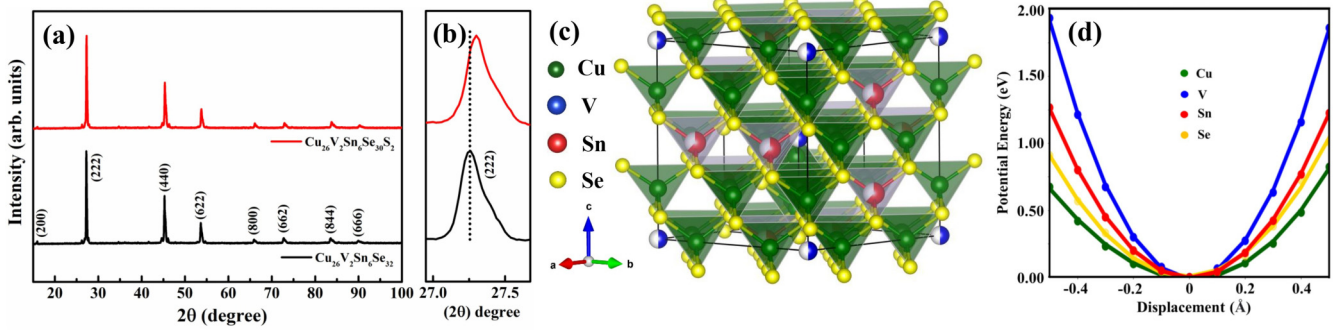 (a)
Intensity (arb. units)
Cu₂₆V₂Sn₆Se₃₀S₂
(200)
(222)
(440)
(622)
(800)
(662)
(844)
(666)
Cu₂₆V₂Sn₆Se₃₂
20 30 40 50 60 70 80 90 100
2θ (degree)
(b)
(222)
27.0 27.5
(2θ) degree
(c)
Cu
V
Sn
Se
c
a
b
(d)
Potential Energy (eV)
2.00
1.50
1.00
0.50
0.00
Cu
V
Sn
Se
-0.4 -0.2 0.0 0.2 0.4
Displacement (Å)